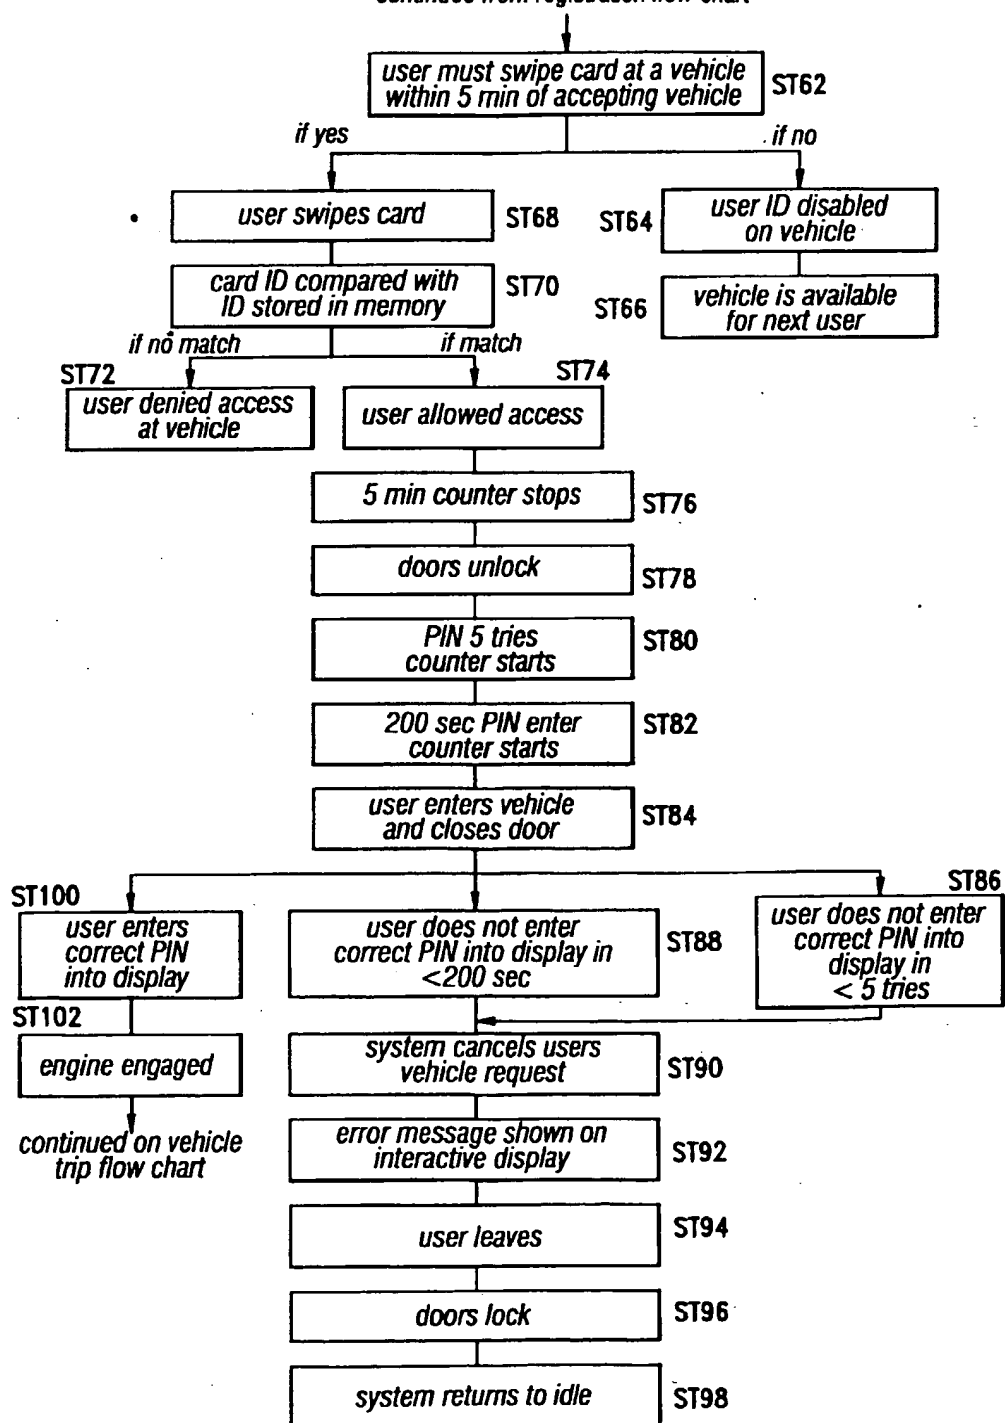 user must swipe card at a vehicle
within 5 min of accepting vehicle
ST62
if yes
if no
user swipes card
ST68
ST64
user ID disabled
on vehicle
card ID compared with
ID stored in memory
ST70
ST66
vehicle is available
for next user
if no match
if match
ST72
ST74
user denied access
at vehicle
user allowed access
5 min counter stops
ST76
doors unlock
ST78
PIN 5 tries
counter starts
ST80
200 sec PIN enter
counter starts
ST82
user enters vehicle
and closes door
ST84
ST100
ST86
user enters
correct PIN
into display
user does not enter
correct PIN into display in
<200 sec
ST88
user does not enter
correct PIN into
display in
< 5 tries
ST102
engine engaged
system cancels users
vehicle request
ST90
continued on vehicle
trip flow chart
error message shown on
interactive display
ST92
user leaves
ST94
doors lock
ST96
system returns to idle
ST98